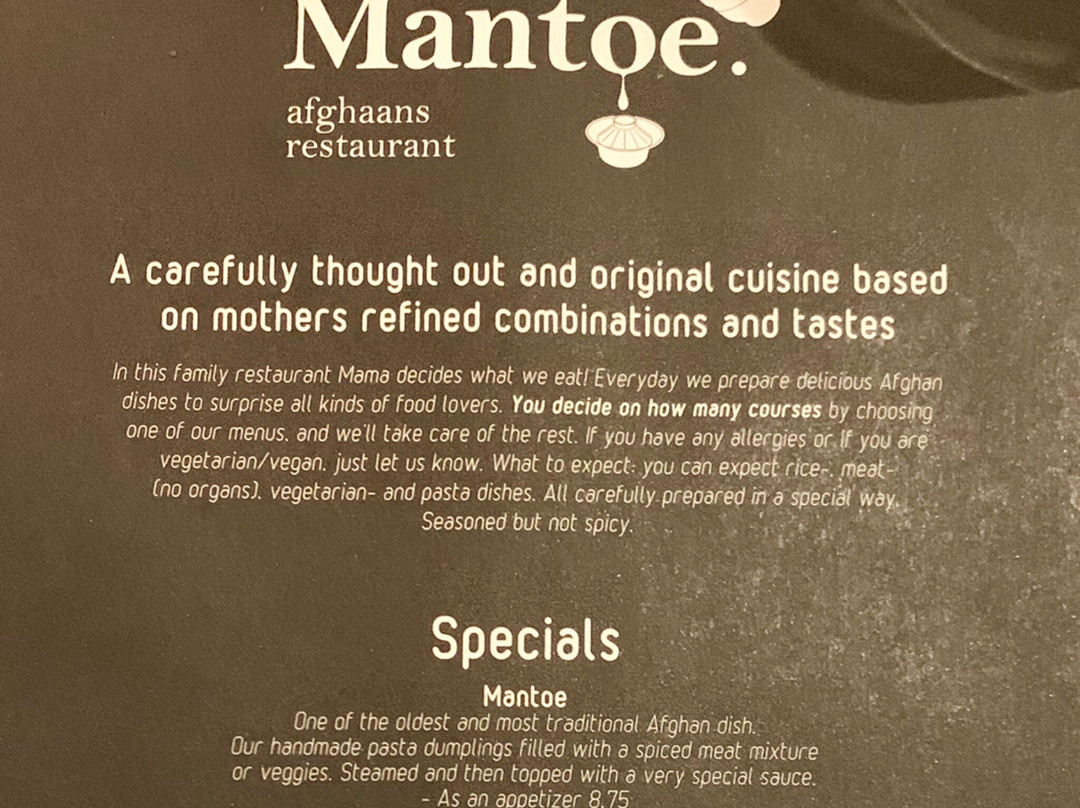 Mantoe.
afghaans
restaurant
A carefully thought out and original cuisine based
on mothers refined combinations and tastes
In this family restaurant Mama decides what we eat! Everyday we prepare delicious Afghan
dishes to surprise all kinds of food lovers. You decide on how many courses by choosing
one of our menus, and we'll take care of the rest. If you have any allergies or if you are
vegetarian/vegan, just let us know. What to expect: you can expect rice-, meat-
(no organs), vegetarian- and pasta dishes. All carefully prepared in a special way.
Seasoned but not spicy.
Specials
Mantoe
One of the oldest and most traditional Afghan dish.
Our handmade pasta dumplings filled with a spiced meat mixture
or veggies. Steamed and then topped with a very special sauce.
- As an appetizer 8,75